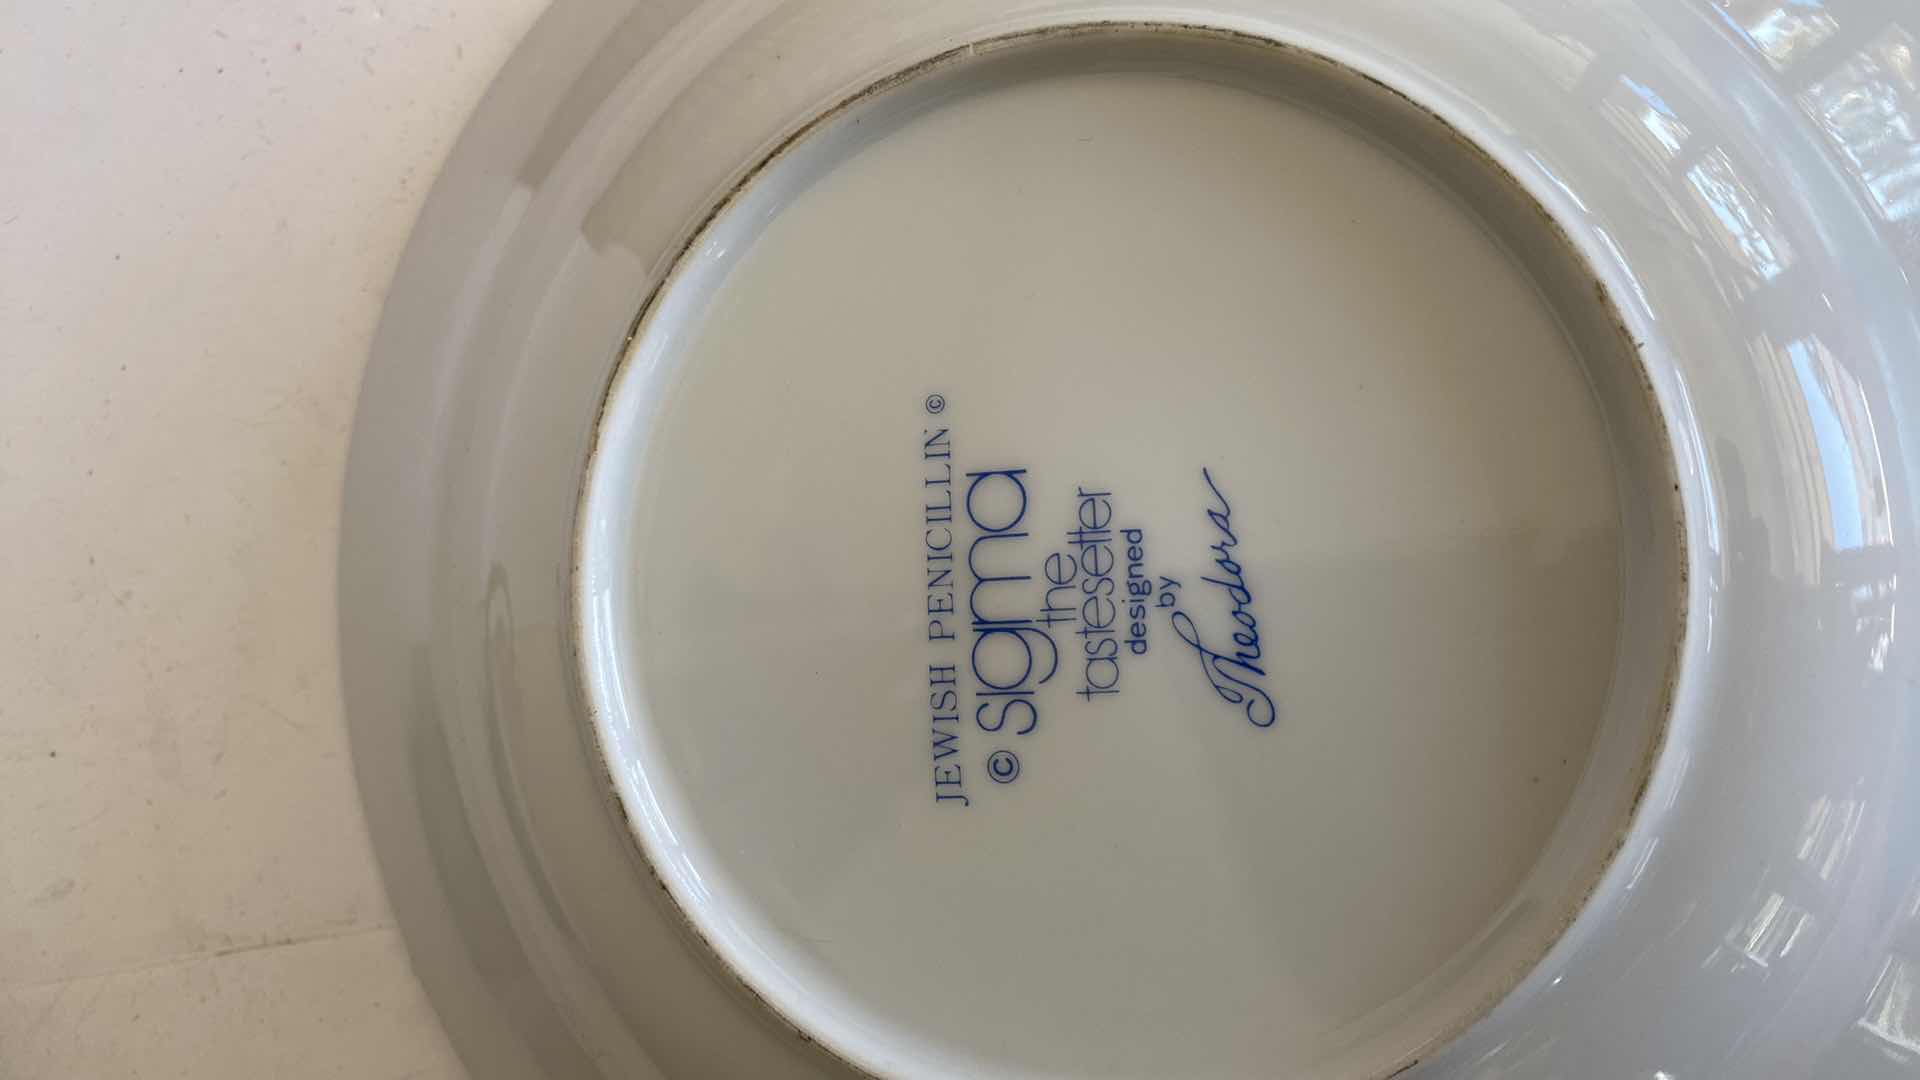 JEWISH PENICILLIN ©
© sigma
the
tastesetter
designed
by
Theodora